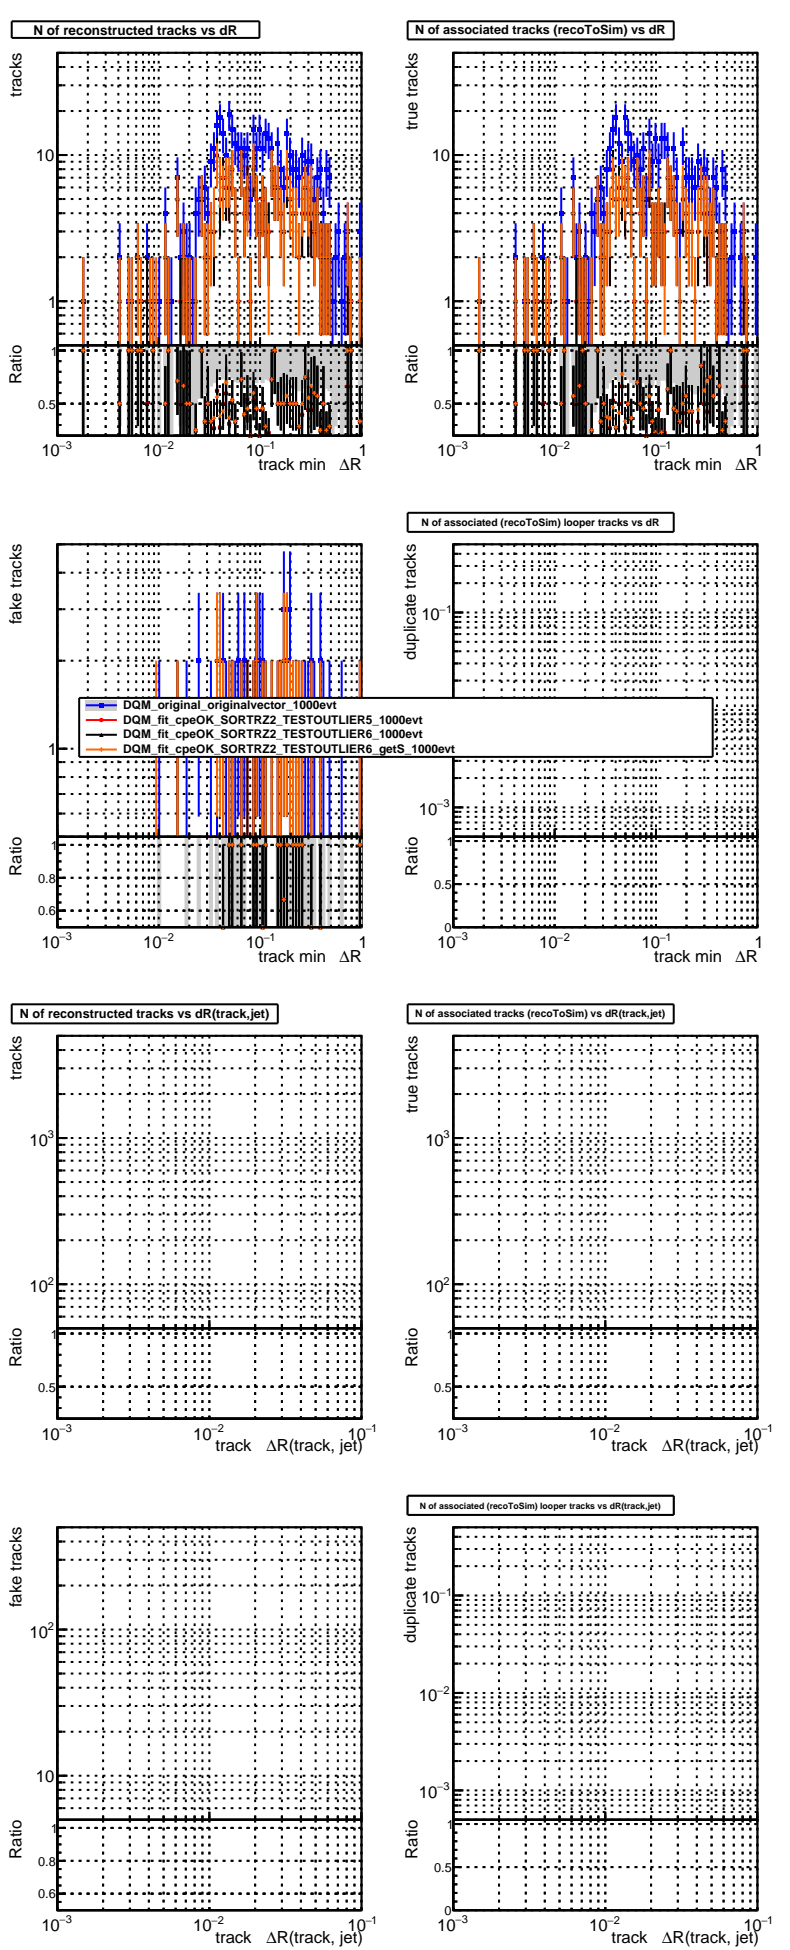 N of reconstructed tracks vs dR
N of associated tracks (recoToSim) vs dR
tracks
10
1
Ratio
1
0.5
10⁻³
10⁻²
10⁻¹
1
track min ΔR
true tracks
10
1
Ratio
1
0.5
10⁻³
10⁻²
10⁻¹
1
track min ΔR
N of associated (recoToSim) looper tracks vs dR
fake tracks
1
Ratio
1
0.8
0.6
10⁻³
10⁻²
10⁻¹
1
track min ΔR
duplicate tracks
10⁻¹
10⁻³
Ratio
1
0.5
0
10⁻³
10⁻²
10⁻¹
1
track min ΔR
DQM_original_originalvector_1000evt
DQM_fit_cpeOK_SORTRZ2_TESTOUTLIER5_1000evt
DQM_fit_cpeOK_SORTRZ2_TESTOUTLIER6_1000evt
DQM_fit_cpeOK_SORTRZ2_TESTOUTLIER6_getS_1000evt
N of reconstructed tracks vs dR(track,jet)
N of associated tracks (recoToSim) vs dR(track,jet)
tracks
10³
10²
Ratio
1
0.5
10⁻³
10⁻²
10⁻¹
track ΔR(track, jet)
true tracks
10³
10²
Ratio
1
0.5
10⁻³
10⁻²
10⁻¹
track ΔR(track, jet)
N of associated (recoToSim) looper tracks vs dR(track,jet)
fake tracks
10²
10
Ratio
1
0.8
0.6
10⁻³
10⁻²
10⁻¹
track ΔR(track, jet)
duplicate tracks
10⁻¹
10⁻²
10⁻³
Ratio
1
0.5
0
10⁻³
10⁻²
10⁻¹
track ΔR(track, jet)